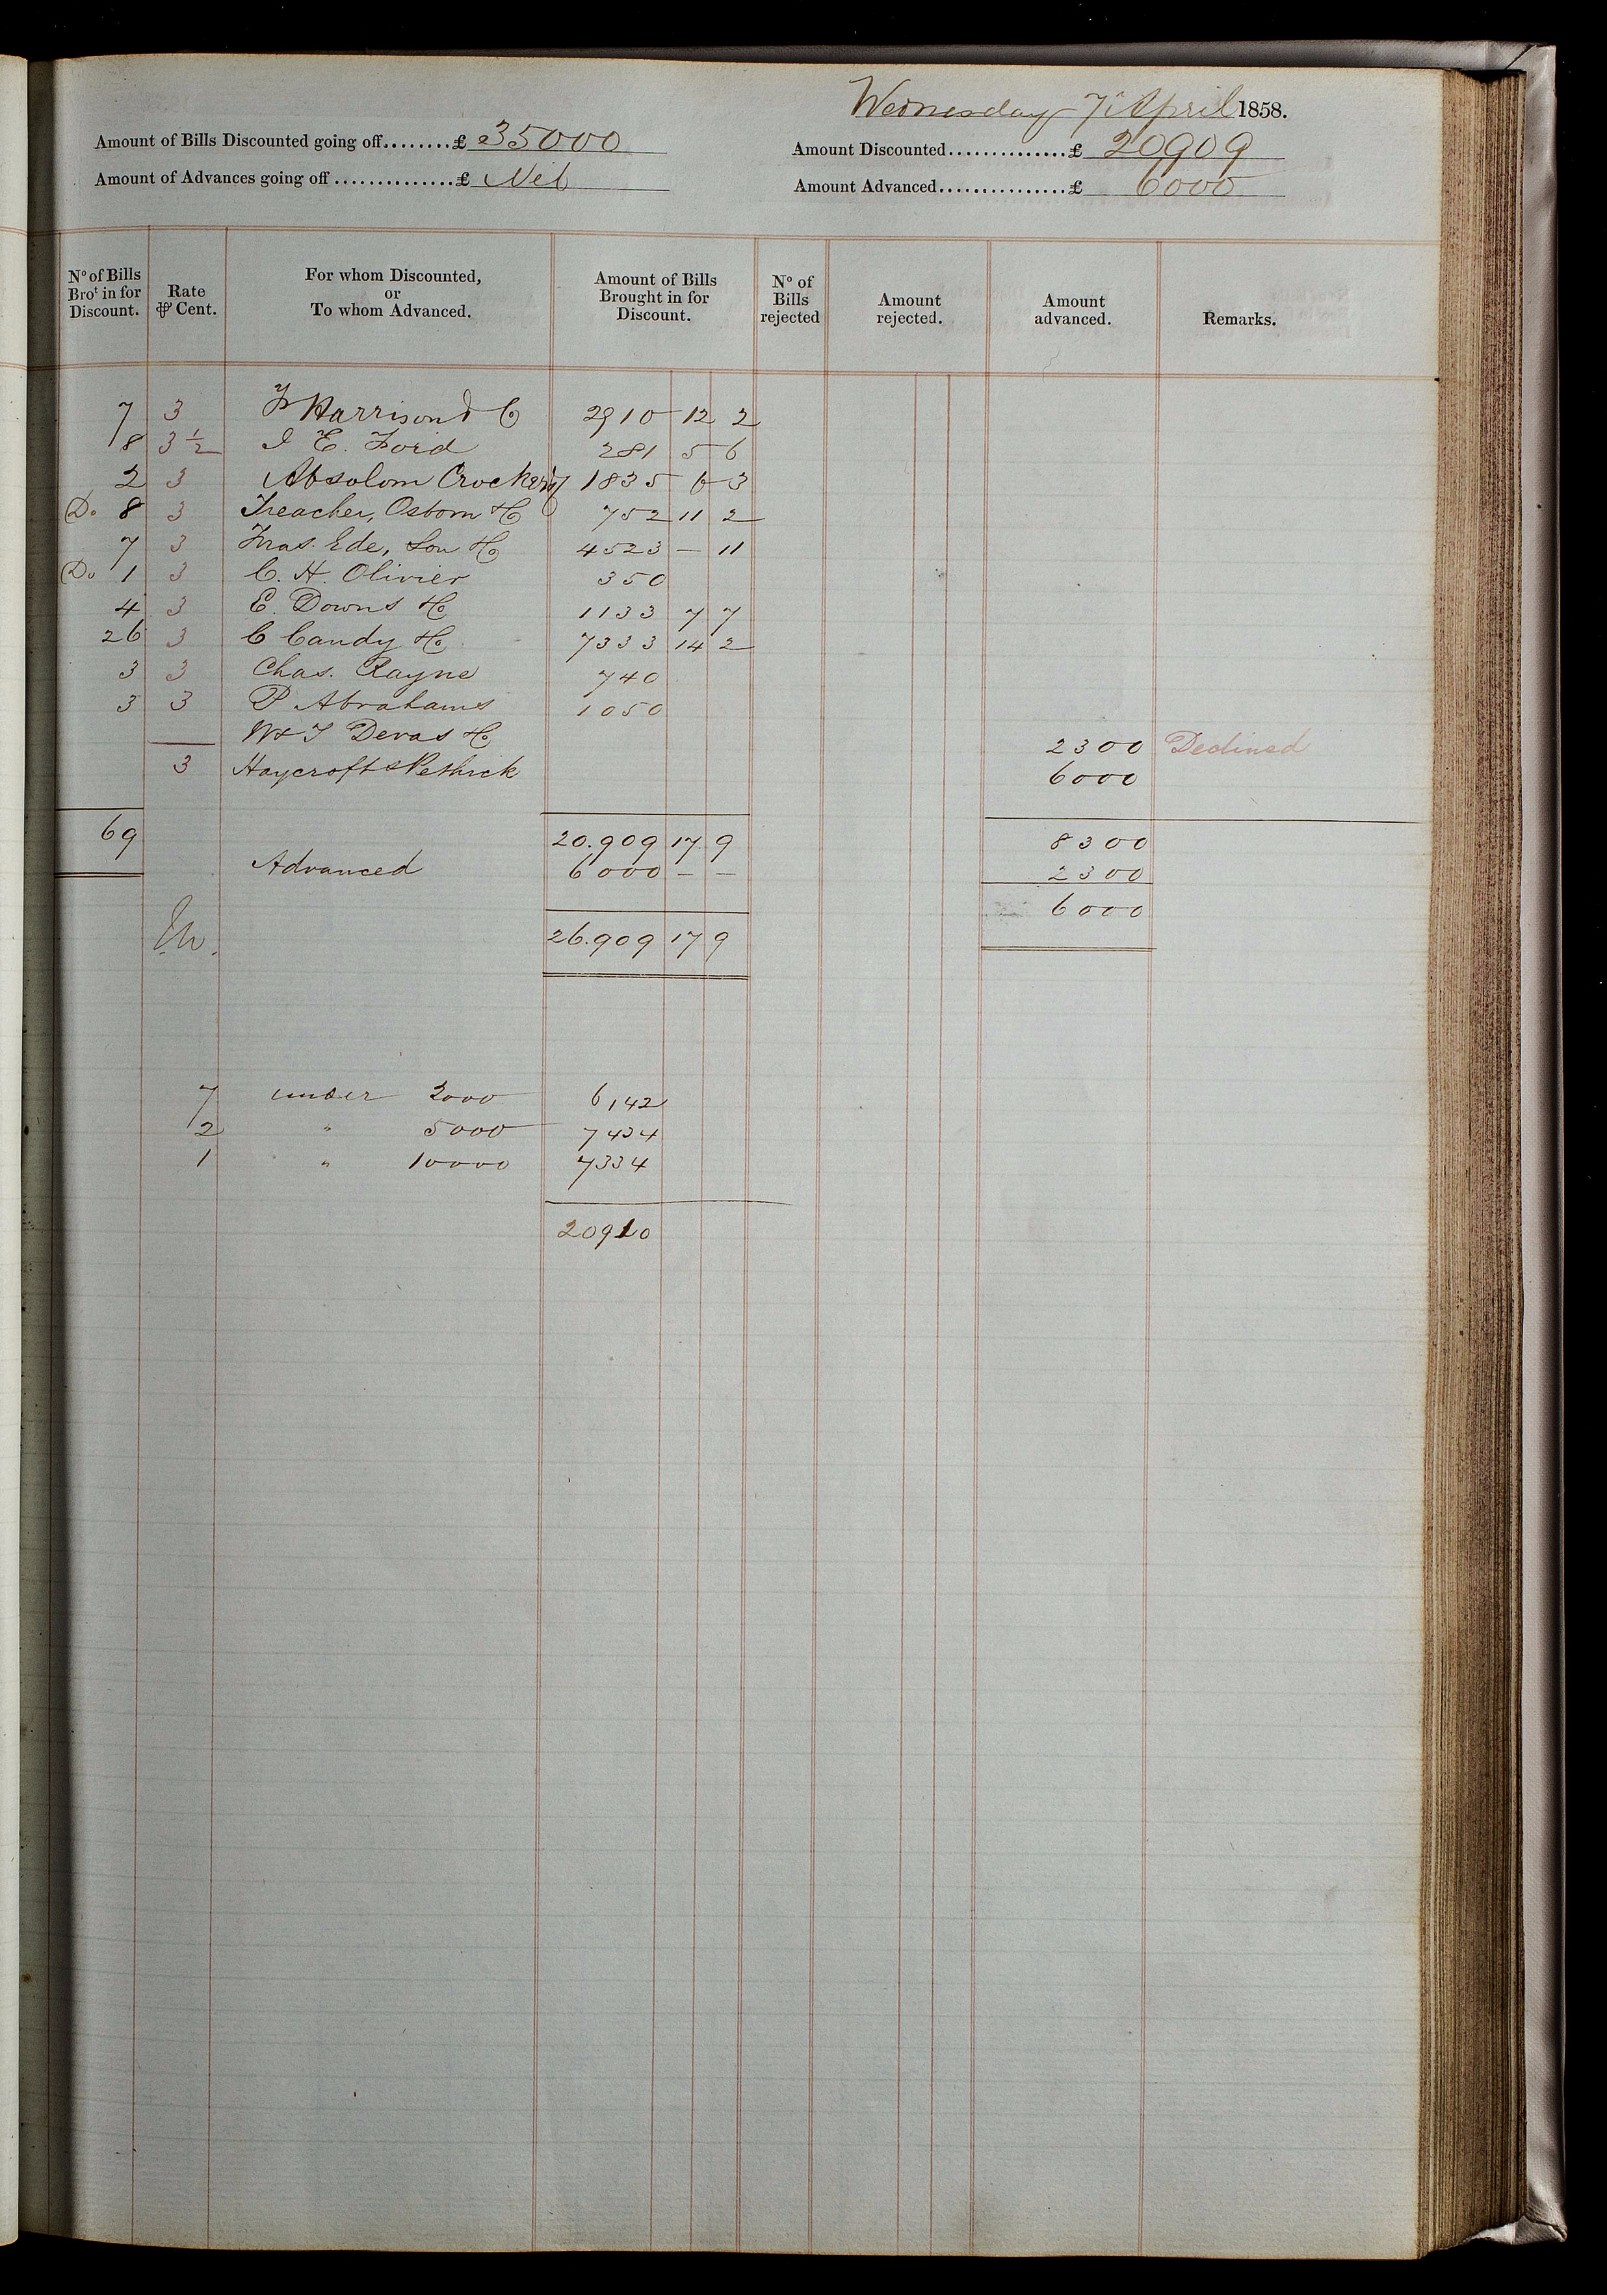 Wednesday 7th April 1858.
Amount of Bills Discounted going off........£ 35000
Amount Discounted..............£ 20909
Amount of Advances going off..............£ Nil
Amount Advanced...............£ 6000
No of Bills Brot in for Discount. Rate ⅌ Cent. For whom Discounted, or To whom Advanced. Amount of Bills Brought in for Discount. No of Bills rejected Amount rejected. Amount advanced. Remarks.
7 3 Harrison & Co 2910 12 2
8 3½ J E. Ford 281 5 6
2 3 Absolom Crockery 1835 6 3
Do 8 3 Treacher, Osborn & Co 752 11 2
7 3 Fras. Ede, Son & Co 4523 — 11
Do 1 3 C. H. Olivier 350
4 3 E. Downs & Co 1133 7 7
26 3 C Candy & Co 7333 14 2
3 3 Chas. Rayne 740
3 3 P Abrahams 1050
W & T Devas & Co 2300 Declined
3 Haycroft & Pethick 6000
69 20.909 17 9 8300
Advanced 6000 — — 2300
6000
26.909 17 9
7 under 2000 6142
2 " 5000 7434
1 " 10000 7334
20910